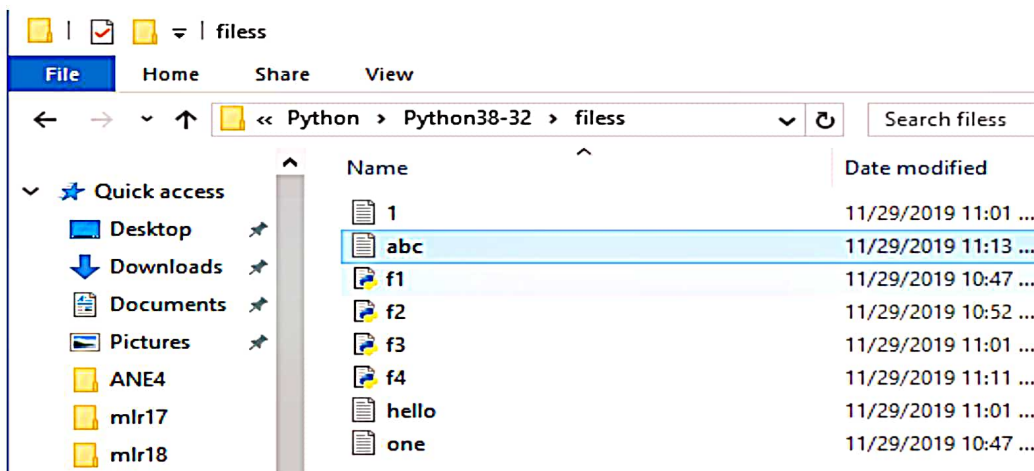 filess
File Home Share View
« Python > Python38-32 > filess Search filess
Name Date modified
Quick access
Desktop
Downloads
Documents
Pictures
ANE4
mlr17
mlr18
1 11/29/2019 11:01 ...
abc 11/29/2019 11:13 ...
f1 11/29/2019 10:47 ...
f2 11/29/2019 10:52 ...
f3 11/29/2019 11:01 ...
f4 11/29/2019 11:11 ...
hello 11/29/2019 11:01 ...
one 11/29/2019 10:47 ...